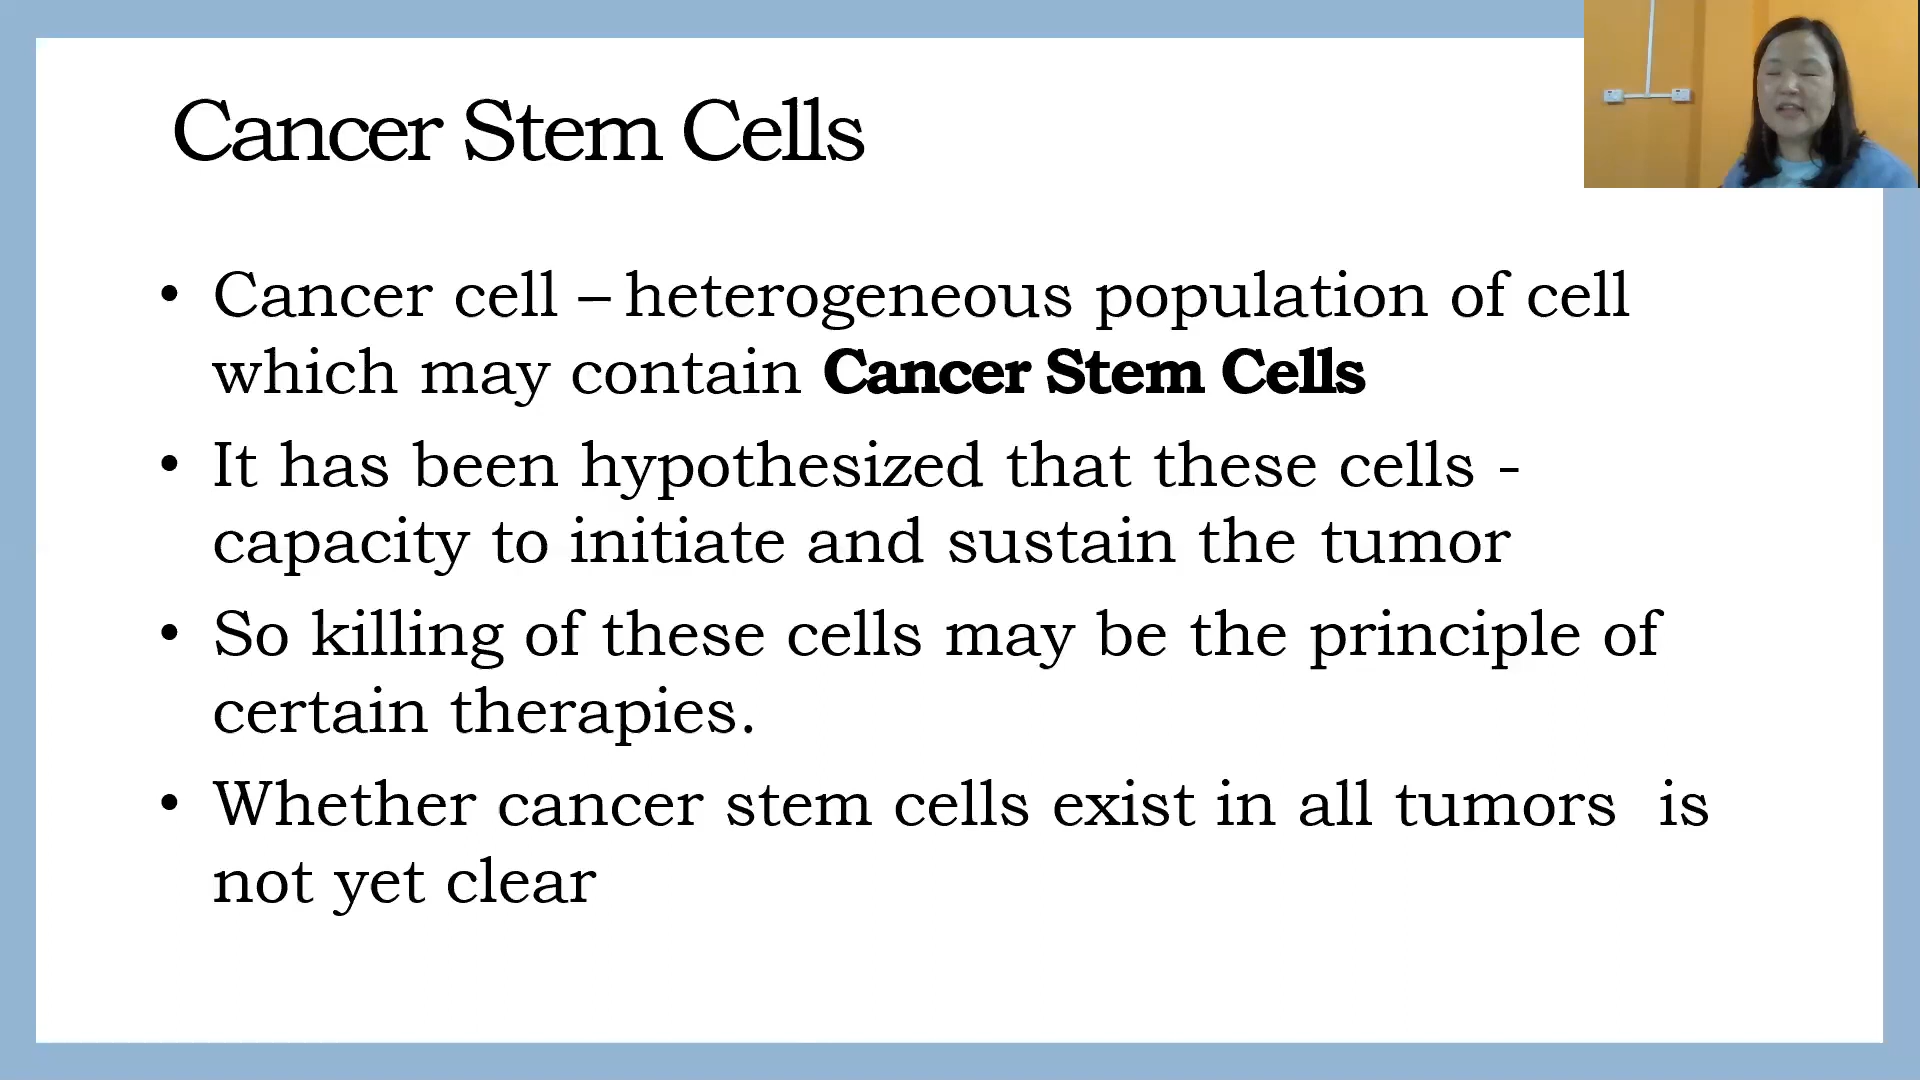 Cancer Stem Cells
• Cancer cell – heterogeneous population of cell
which may contain Cancer Stem Cells
• It has been hypothesized that these cells -
capacity to initiate and sustain the tumor
• So killing of these cells may be the principle of
certain therapies.
• Whether cancer stem cells exist in all tumors  is
not yet clear